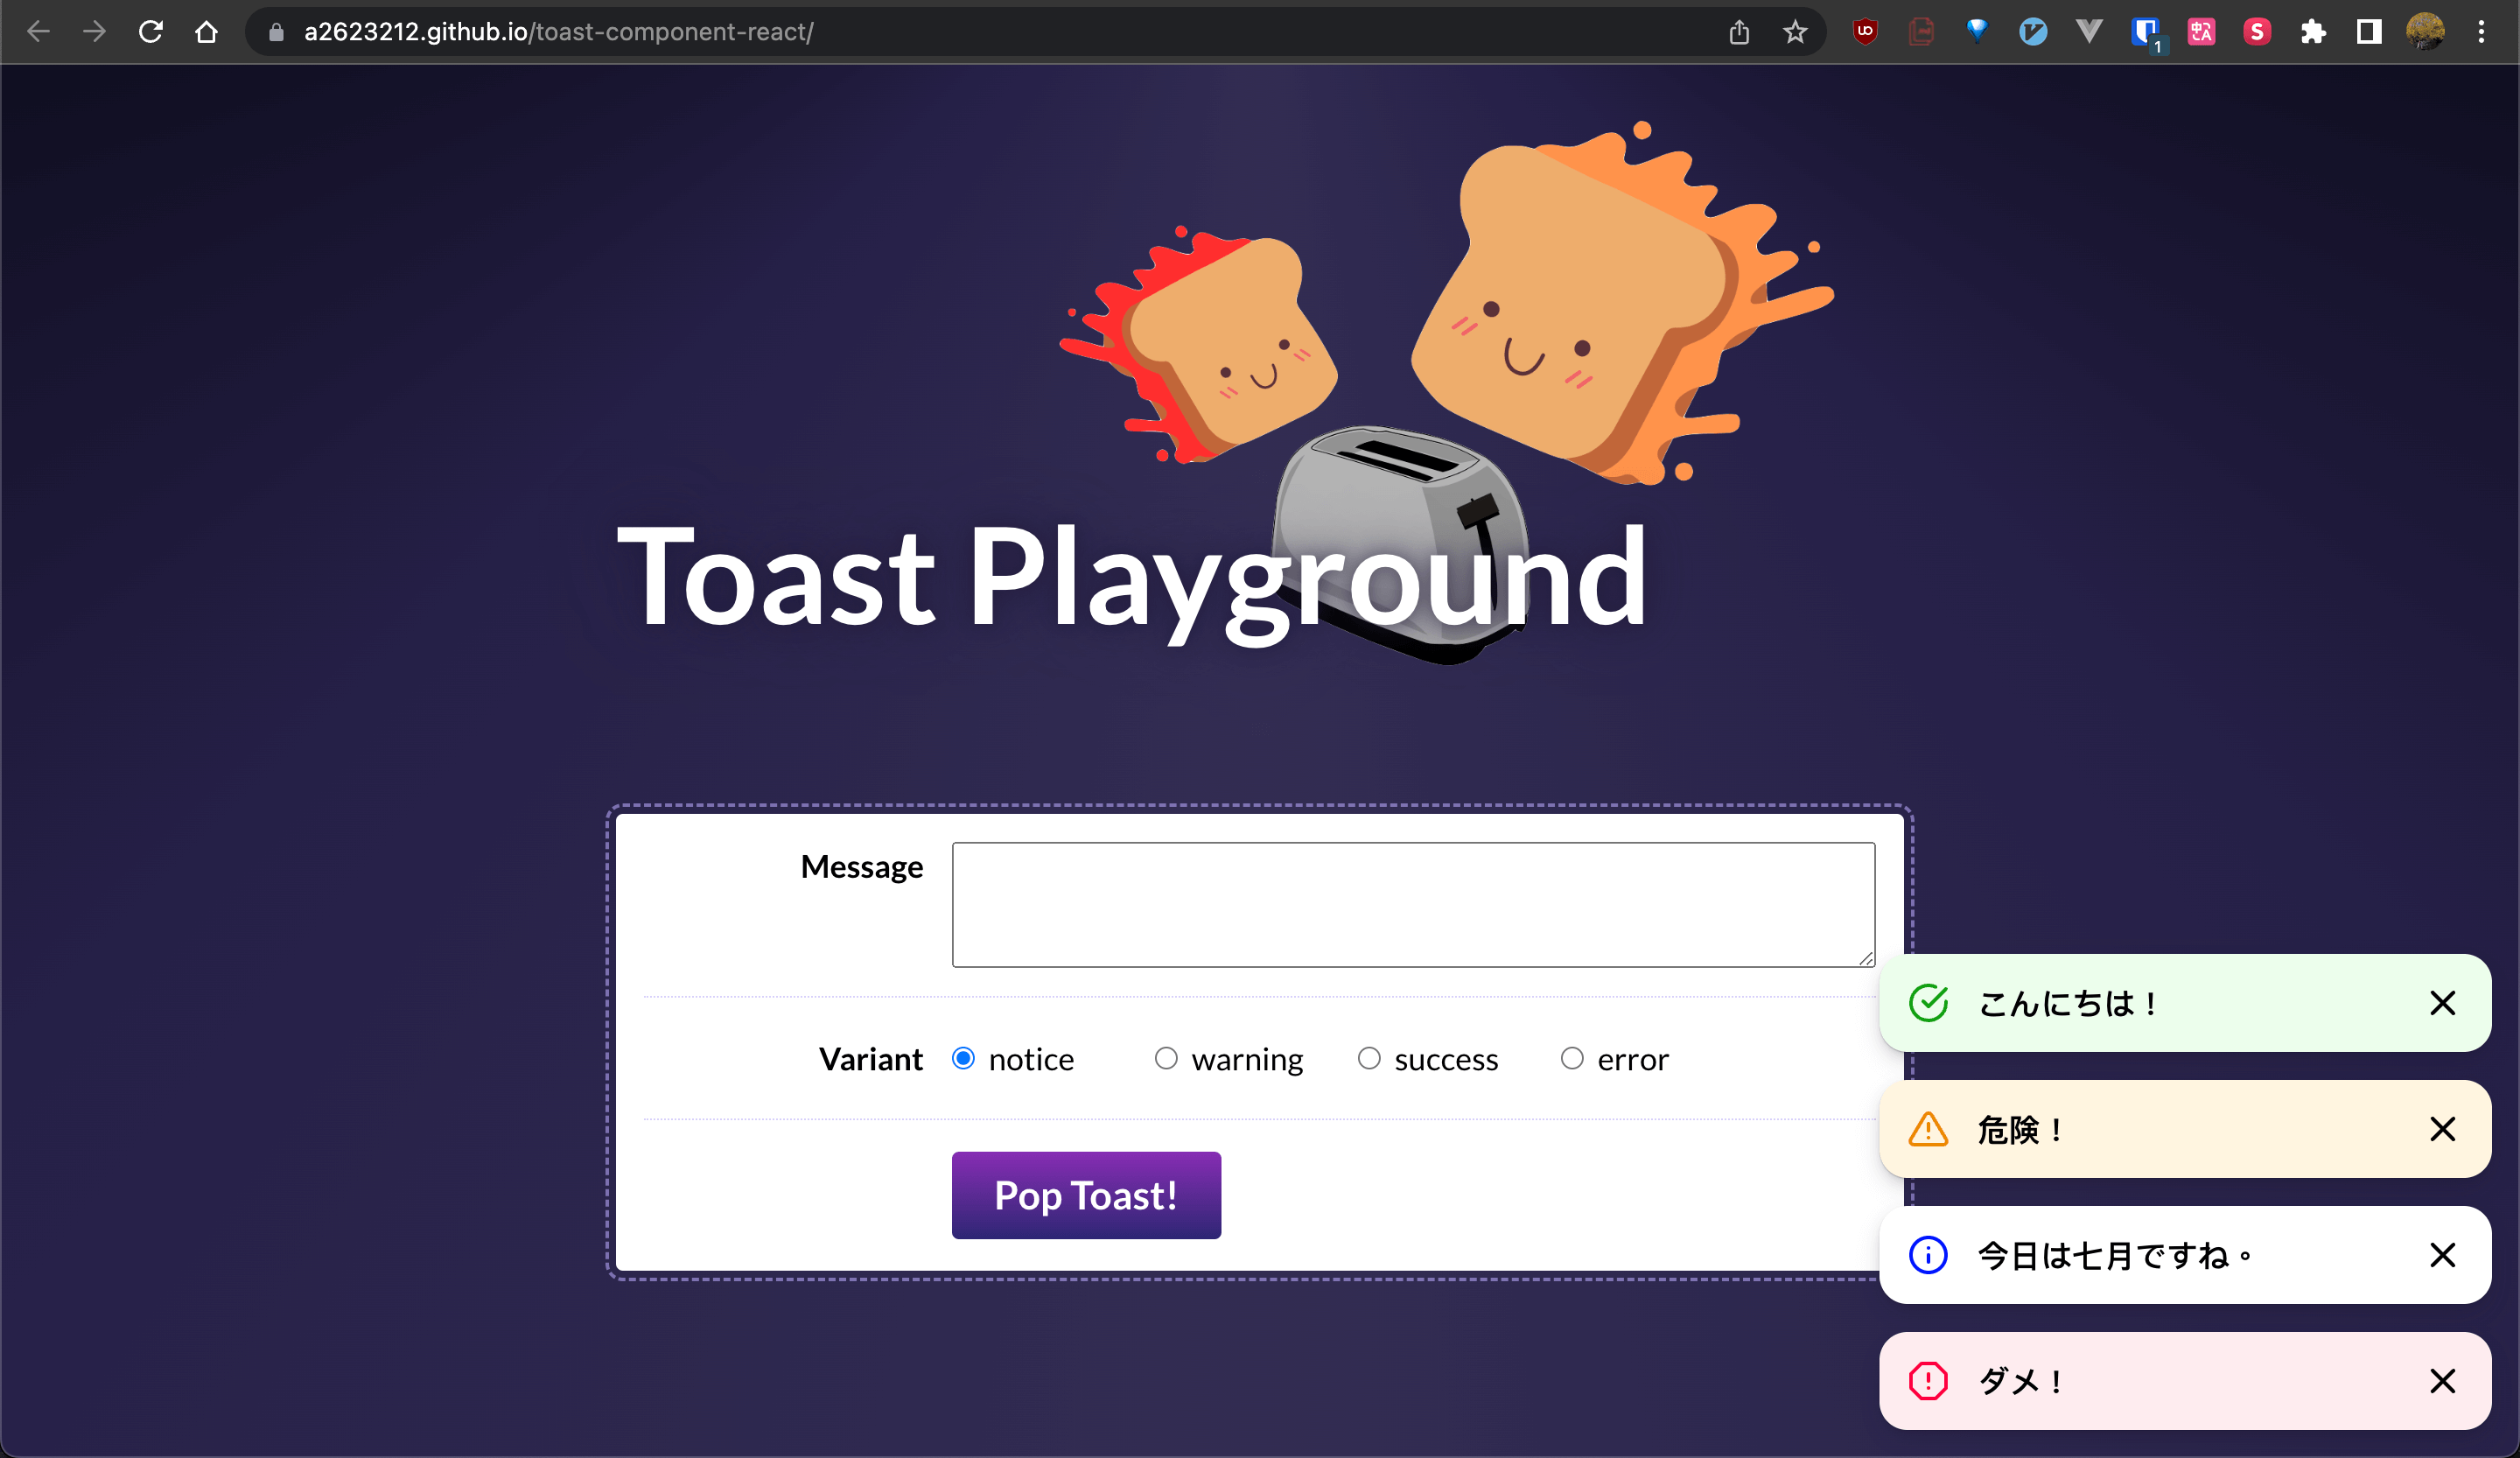 a2623212.github.io/toast-component-react/
1
Toast Playground
Message
Variant
notice
warning
success
error
Pop Toast!
こんにちは！
危険！
今日は七月ですね。
ダメ！